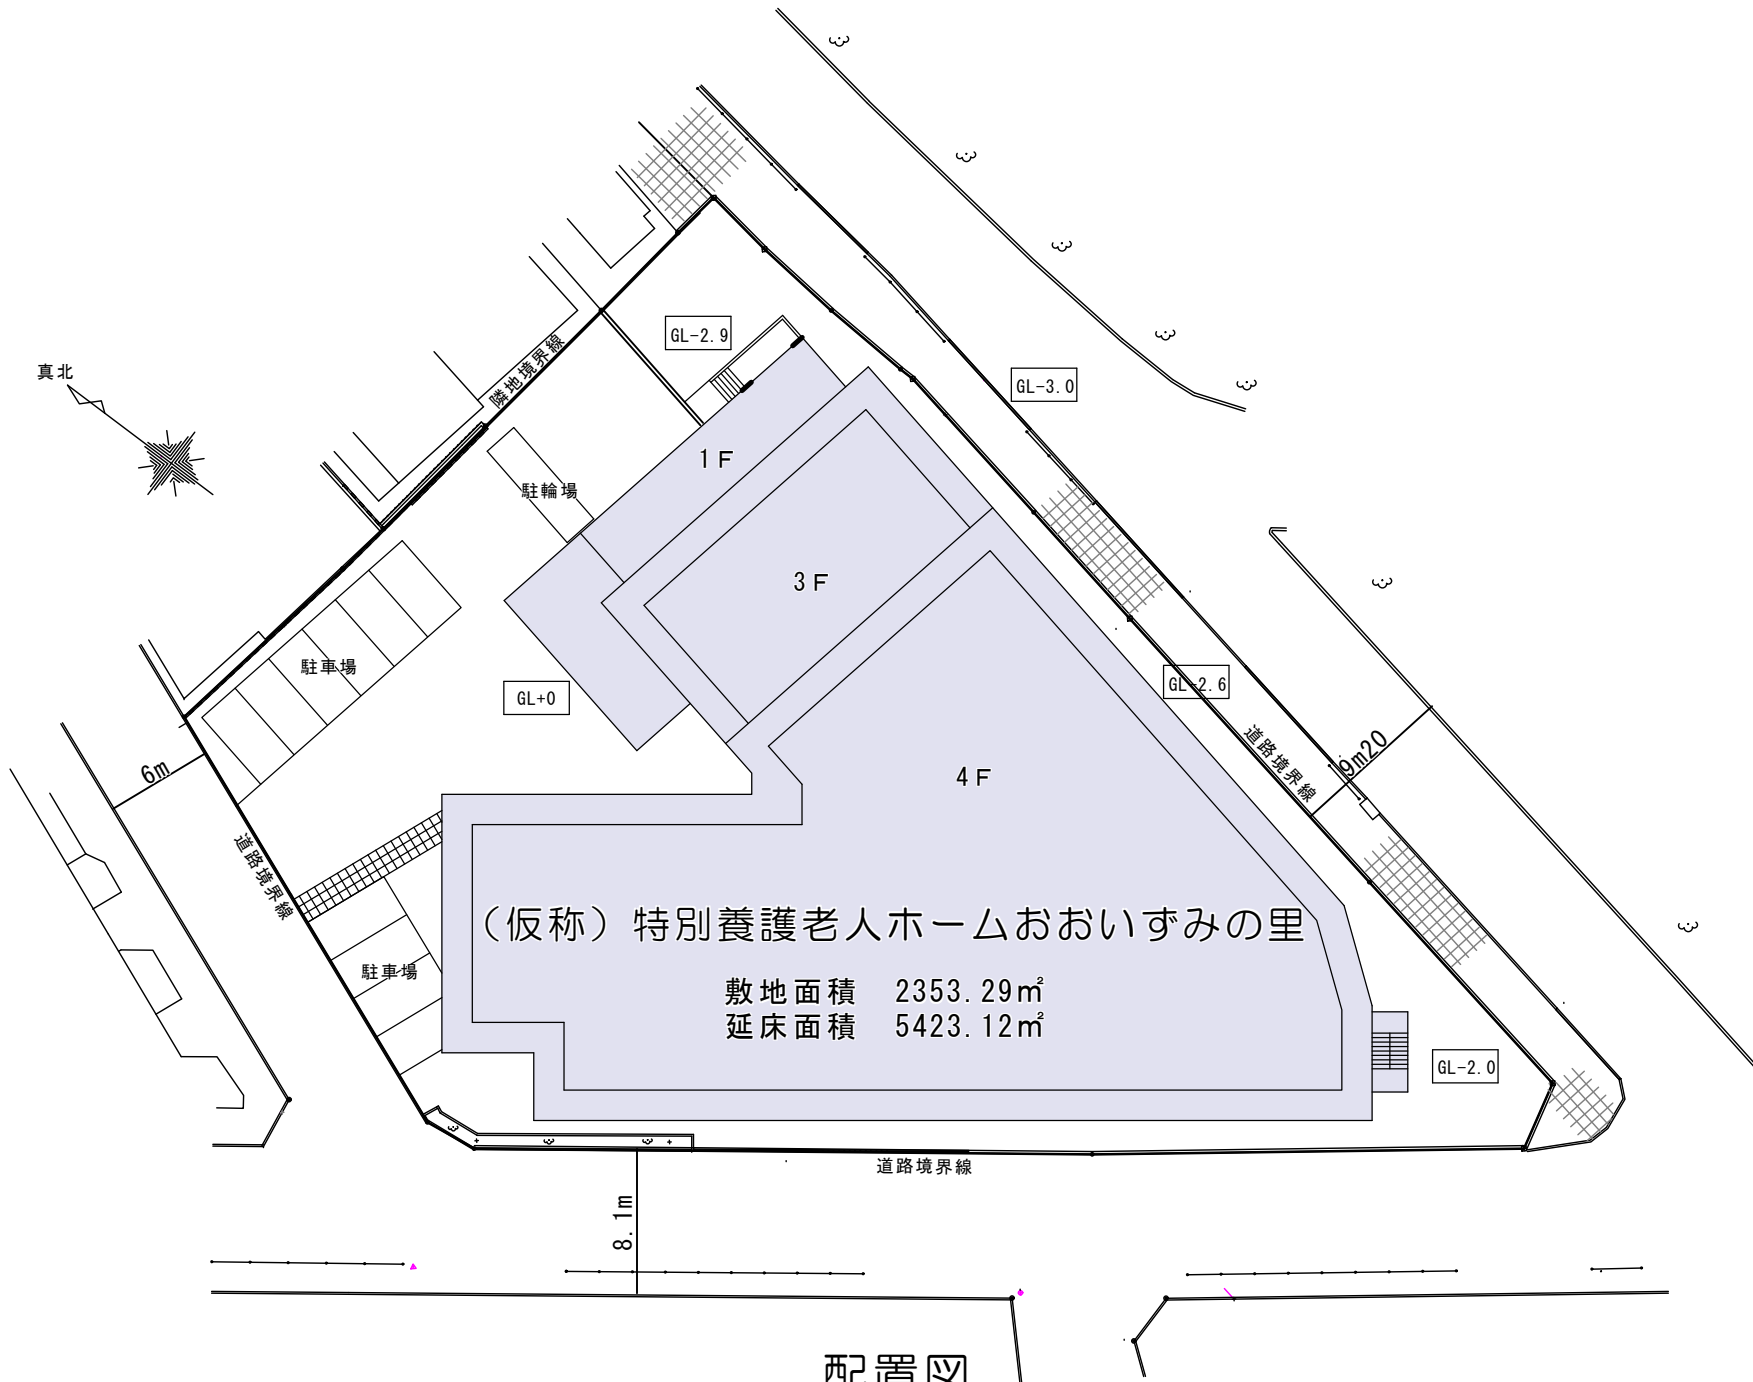 GL-2.9
隣地境界線
真北
GL-3.0
1F
駐輪場
3F
駐車場
GL+0
GL-2.6
道路境界線
9m20
6m
4F
道路境界線
(仮称)特別養護老人ホームおおいずみの里
駐車場
敷地面積 2353.29㎡
延床面積 5423.12㎡
GL-2.0
道路境界線
8.1m
配置図